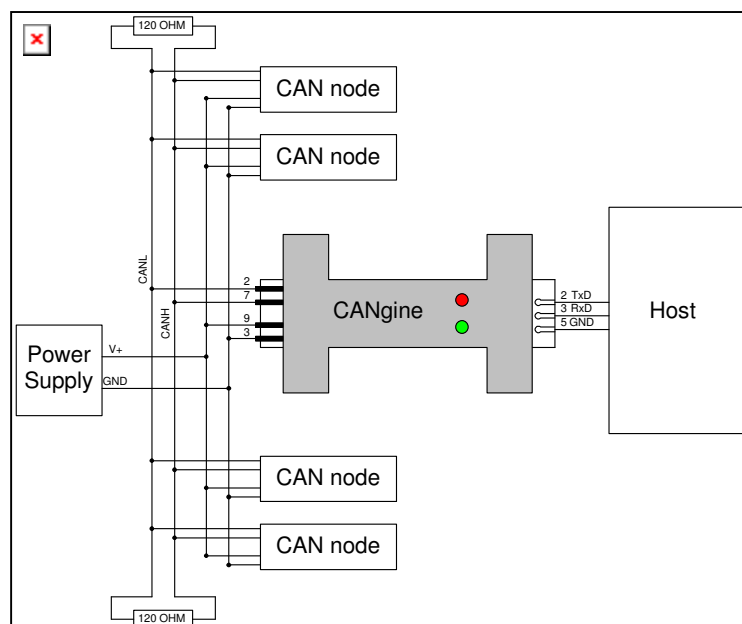 120 OHM
CAN node
CAN node
CANL
CANH
2
7
9
3
CANgine
2 TxD
3 RxD
5 GND
Host
Power
Supply
V+
GND
CAN node
CAN node
120 OHM